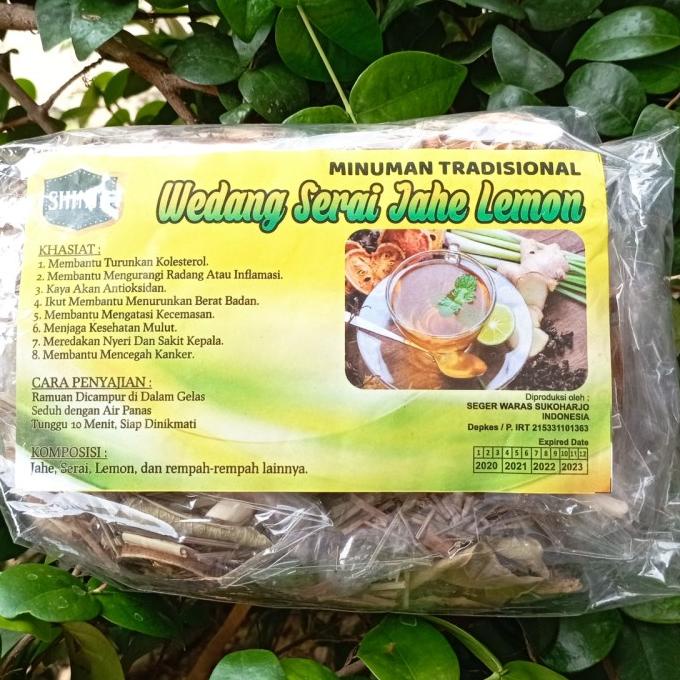 SHIN
MINUMAN TRADISIONAL
Wedang Serai Jahe Lemon
KHASIAT :
1. Membantu Turunkan Kolesterol.
2. Membantu Mengurangi Radang Atau Inflamasi.
3. Kaya Akan Antioksidan.
4. Ikut Membantu Menurunkan Berat Badan.
5. Membantu Mengatasi Kecemasan.
6. Menjaga Kesehatan Mulut.
7. Meredakan Nyeri Dan Sakit Kepala.
8. Membantu Mencegah Kanker.
CARA PENYAJIAN :
Ramuan Dicampur di Dalam Gelas
Seduh dengan Air Panas
Tunggu 10 Menit, Siap Dinikmati
KOMPOSISI :
Jahe, Serai, Lemon, dan rempah-rempah lainnya.
Diproduksi oleh :
SEGER WARAS SUKOHARJO
INDONESIA
Depkes / P. IRT 215331101363
Expired Date
1 2 3 4 5 6 7 8 9 10 11 12
2020 2021 2022 2023